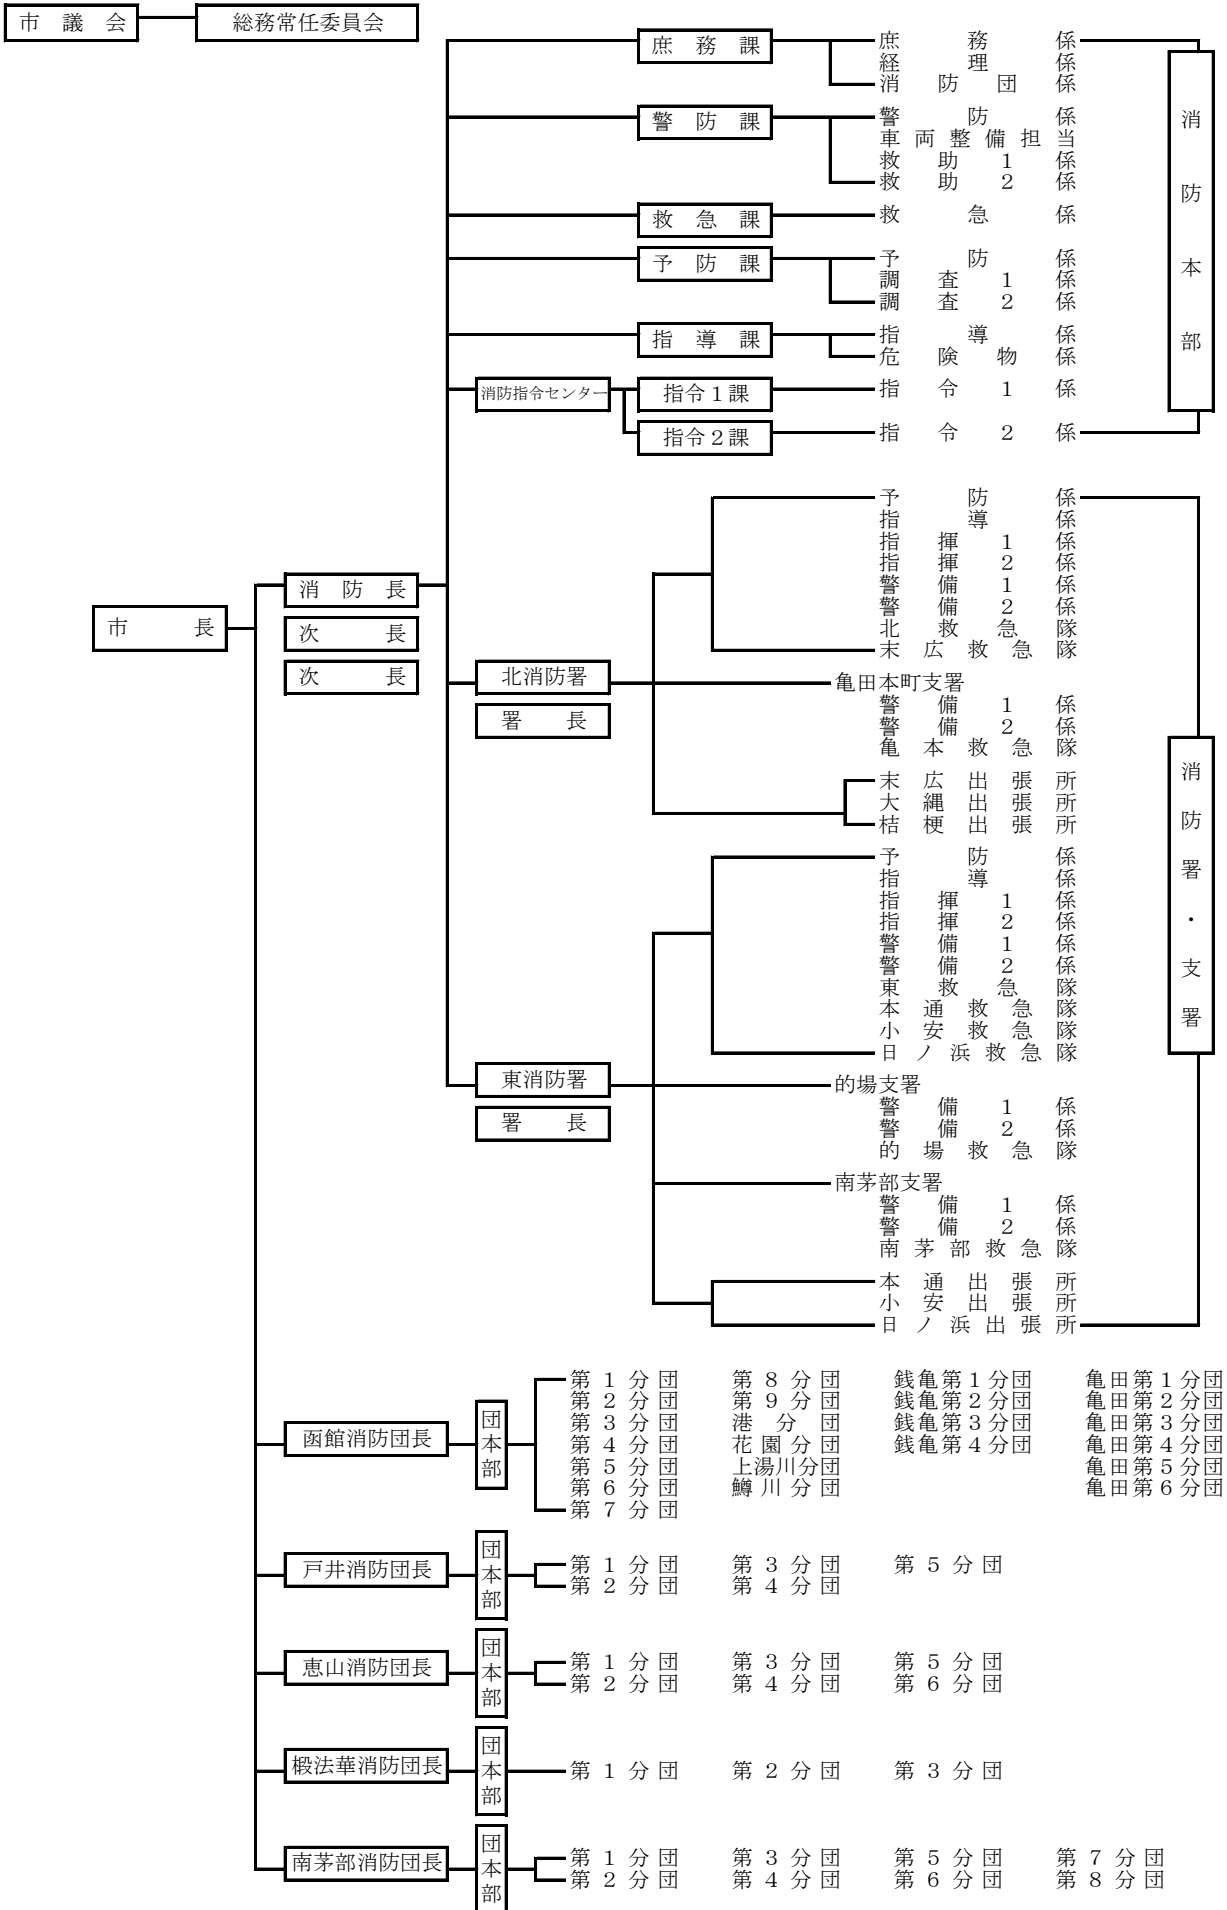 市議会 総務常任委員会
庶務課 庶務係
経理係
消防団係
警防課 警防係
車両整備担当
救助1係
救助2係
救急課 救急係
予防課 予防係
調査1係
調査2係
指導課 指導係
危険物係
消防指令センター 指令1課 指令1係
指令2課 指令2係
消防本部
市長
消防長
次長
次長
北消防署
署長
予防係
指導係
指揮1係
指揮2係
警備1係
警備2係
北救急隊
末広救急隊
亀田本町支署
警備1係
警備2係
亀本救急隊
末広出張所
大縄出張所
桔梗出張所
消防署・支署
東消防署
署長
予防係
指導係
指揮1係
指揮2係
警備1係
警備2係
東救急隊
本通救急隊
小安救急隊
日ノ浜救急隊
的場支署
警備1係
警備2係
的場救急隊
南茅部支署
警備1係
警備2係
南茅部救急隊
本通出張所
小安出張所
日ノ浜出張所
函館消防団長 団本部
第1分団 第8分団 銭亀第1分団 亀田第1分団
第2分団 第9分団 銭亀第2分団 亀田第2分団
第3分団 港分団 銭亀第3分団 亀田第3分団
第4分団 花園分団 銭亀第4分団 亀田第4分団
第5分団 上湯川分団 亀田第5分団
第6分団 鱒川分団 亀田第6分団
第7分団
戸井消防団長 団本部
第1分団 第3分団 第5分団
第2分団 第4分団
恵山消防団長 団本部
第1分団 第3分団 第5分団
第2分団 第4分団 第6分団
椴法華消防団長 団本部
第1分団 第2分団 第3分団
南茅部消防団長 団本部
第1分団 第3分団 第5分団 第7分団
第2分団 第4分団 第6分団 第8分団